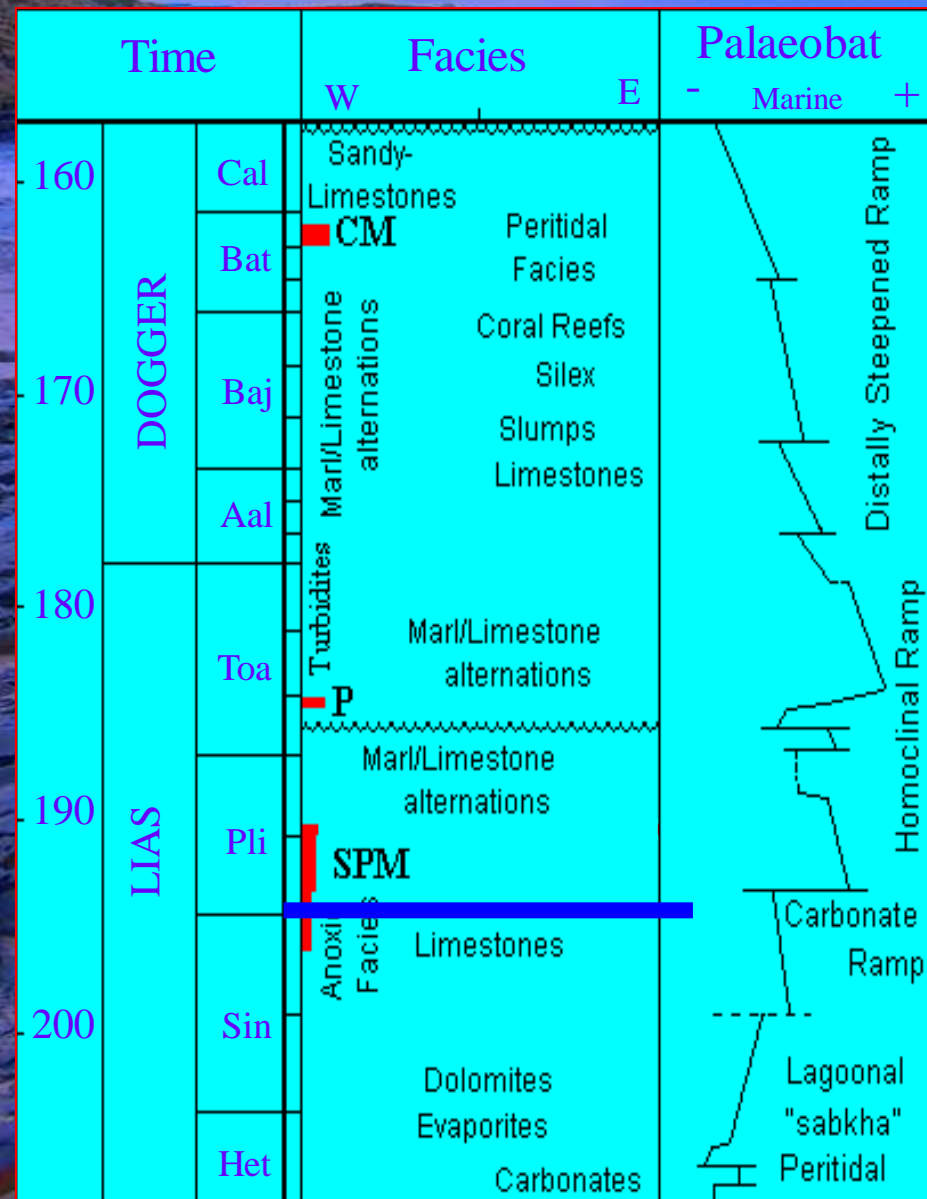 Time
Facies
W
E
Palaeobat
- Marine +
160
170
180
190
200
DOGGER
LIAS
Cal
Bat
Baj
Aal
Toa
Pli
Sin
Het
Sandy-
Limestones
CM
Peritidal
Facies
Marl/Limestone
alternations
Coral Reefs
Silex
Slumps
Limestones
Turbidites
Marl/Limestone
alternations
P
Marl/Limestone
alternations
SPM
Anoxic
Facies
Limestones
Dolomites
Evaporites
Carbonates
Distally Steepened Ramp
Homoclinal Ramp
Carbonate
Ramp
Lagoonal
"sabkha"
Peritidal